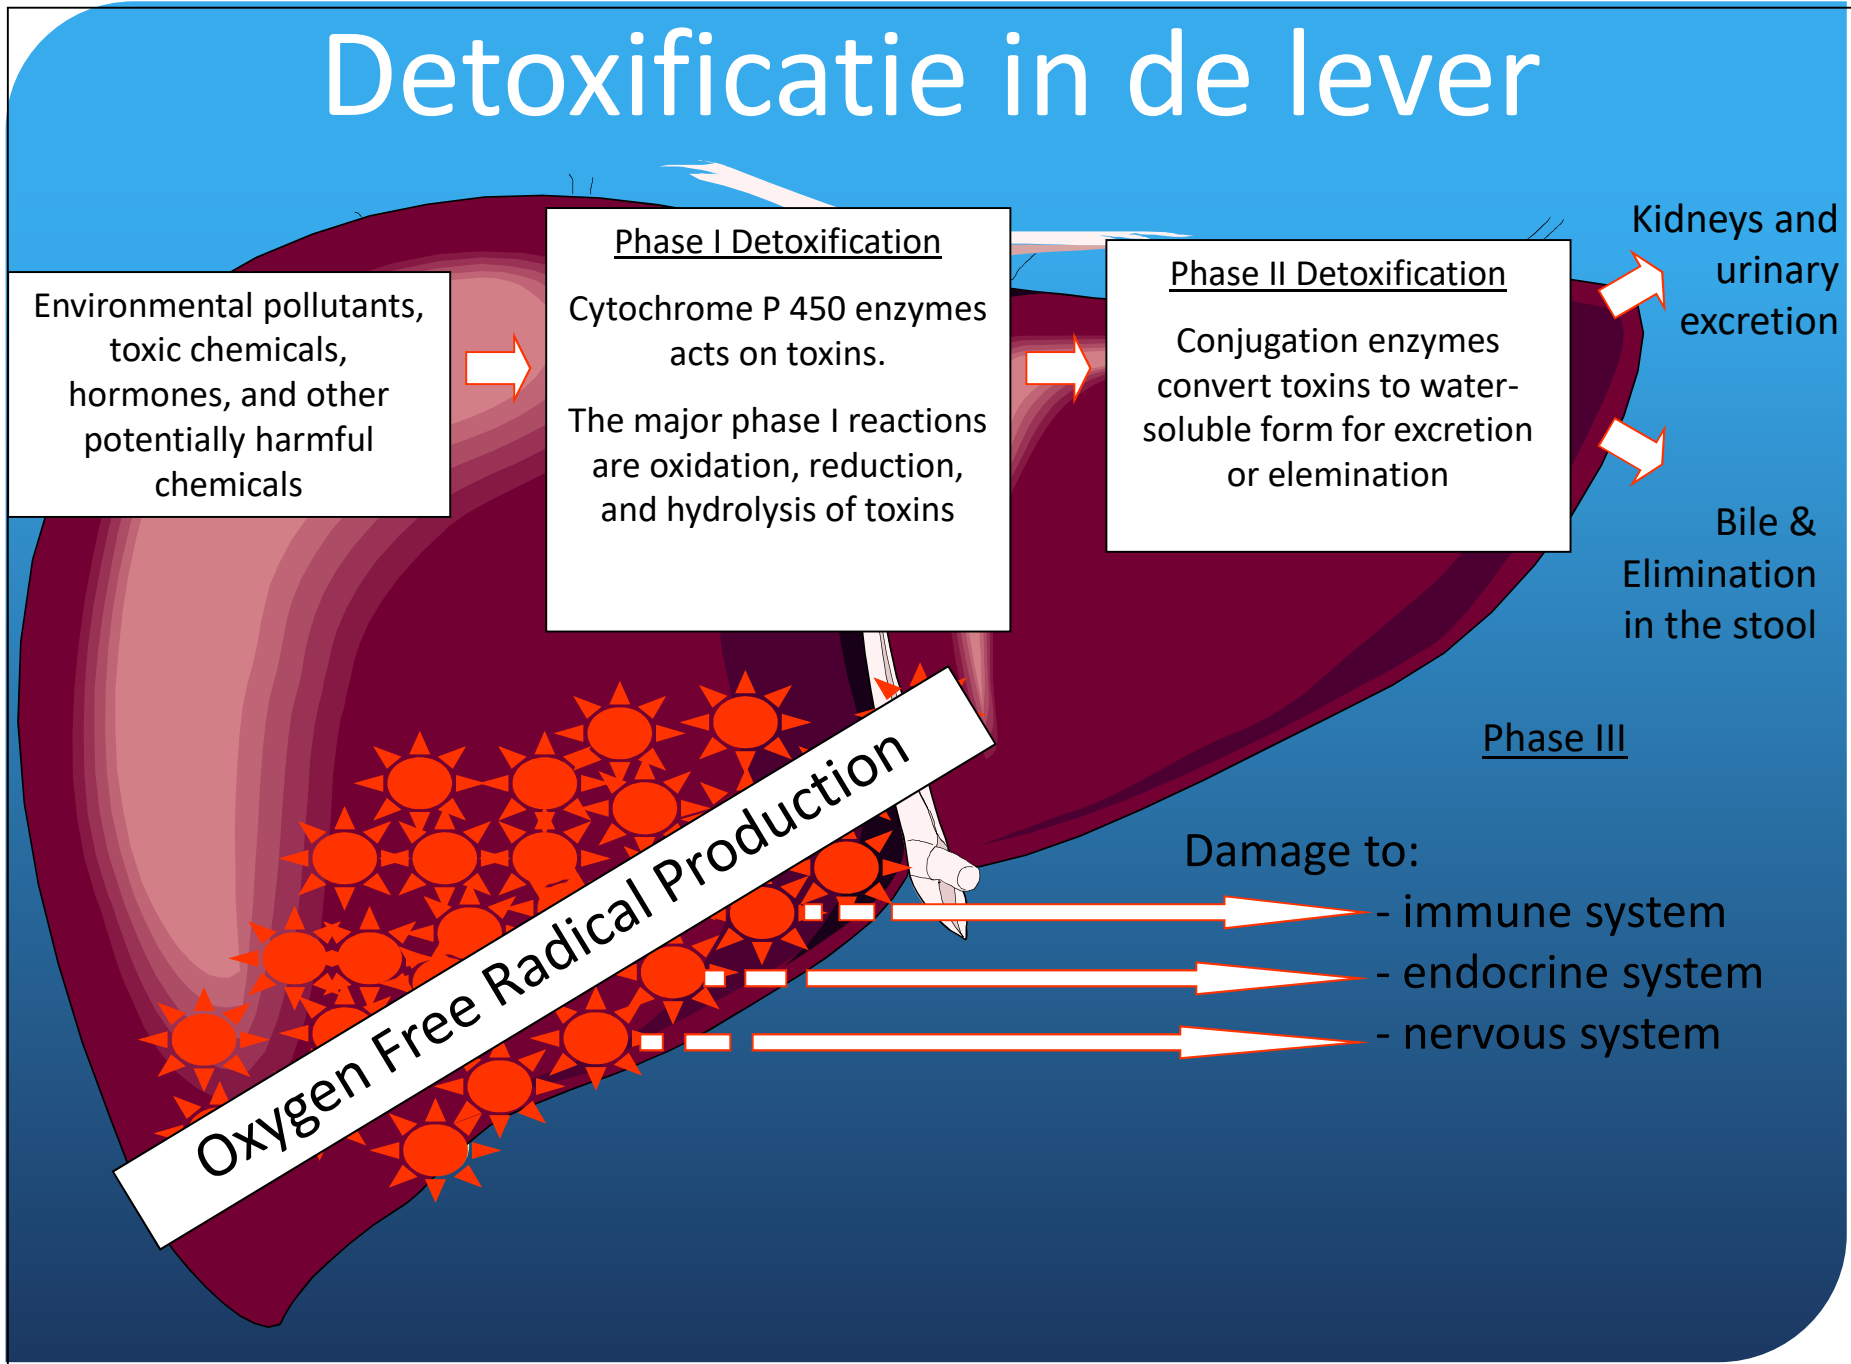 Detoxificatie in de lever
Environmental pollutants,
toxic chemicals,
hormones, and other
potentially harmful
chemicals
Phase I Detoxification
Cytochrome P 450 enzymes
acts on toxins.
The major phase I reactions
are oxidation, reduction,
and hydrolysis of toxins
Phase II Detoxification
Conjugation enzymes
convert toxins to water-
soluble form for excretion
or elemination
Kidneys and
urinary
excretion
Bile &
Elimination
in the stool
Phase III
Oxygen Free Radical Production
Damage to:
- immune system
- endocrine system
- nervous system